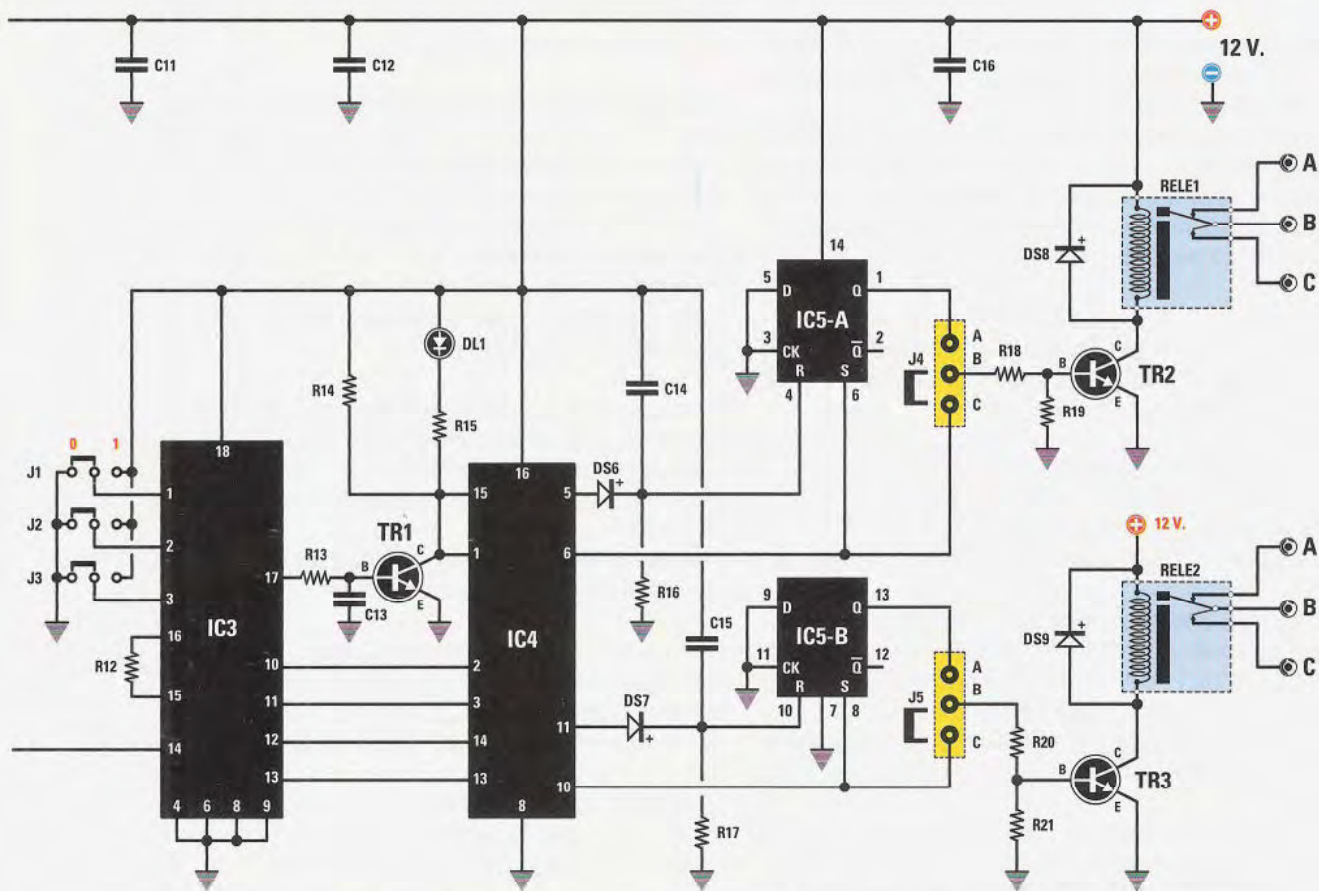 C11
C12
C16
12 V.
A
B
C
RELE1
DS8
C
B
E
TR2
14
5 D Q 1
IC5-A
3 CK Q 2
R S
4 6
J4
A
B
C
R18
R19
DL1
R14
R15
C14
0 1
J1
J2
J3
18
1
2
3
16
15
14
R12
IC3
17
10
11
12
13
4 6 8 9
R13
C13
TR1
B
C
E
16
15
1
2
3
14
13
IC4
5
6
11
10
8
DS6
+
R16
C15
DS7
+
R17
9 D Q 13
IC5-B
11 CK Q 12
R S
10 7 8
J5
A
B
C
R20
R21
12 V.
RELE2
A
B
C
DS9
+
C
B
E
TR3